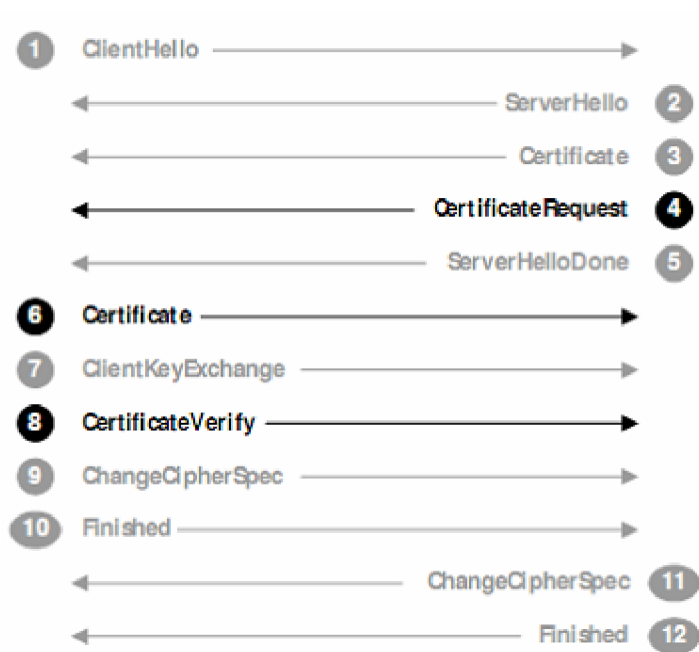 1 ClientHello
ServerHello 2
Certificate 3
CertificateRequest 4
ServerHelloDone 5
6 Certificate
7 ClientKeyExchange
8 CertificateVerify
9 ChangeCipherSpec
10 Finished
ChangeCipherSpec 11
Finished 12